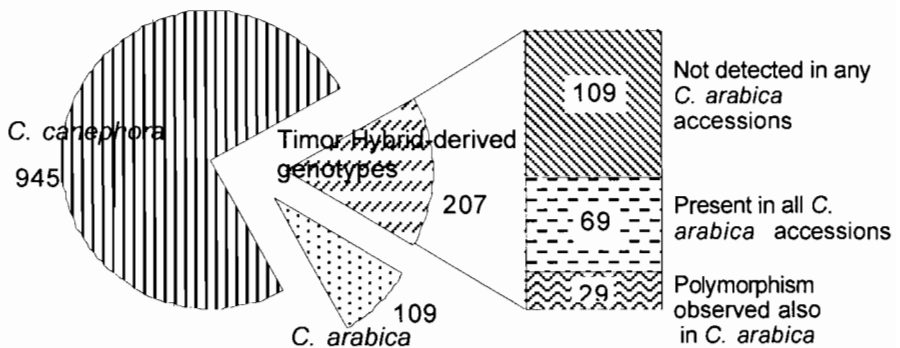 C. canephora
945
Timor Hybrid-derived
genotypes
207
C. arabica
109
109
Not detected in any
C. arabica
accessions
69
Present in all C.
arabica accessions
29
Polymorphism
observed also
in C. arabica